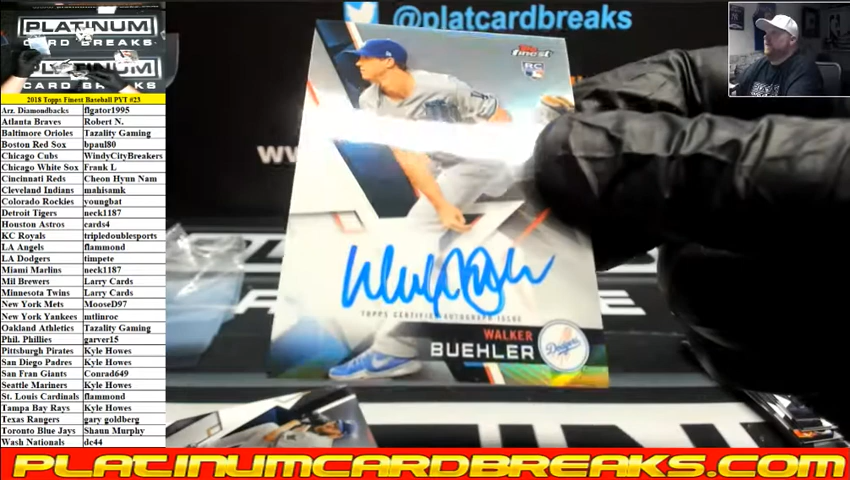 PLATINUM
CARD BREAKS
PLATINUM
CARD BREAKS
@platcardbreaks
2018 Topps Finest Baseball PYT #23
Arz. Diamondbacks flgator1995
Atlanta Braves Robert N.
Baltimore Orioles Tazality Gaming
Boston Red Sox bpaul80
Chicago Cubs WindyCityBreakers
Chicago White Sox Frank L
Cincinnati Reds Cheon Hyun Nam
Cleveland Indians mahisamk
Colorado Rockies youngbat
Detroit Tigers neck1187
Houston Astros cards4
KC Royals tripledoublesports
LA Angels flammond
LA Dodgers timpete
Miami Marlins neck1187
Mil Brewers Larry Cards
Minnesota Twins Larry Cards
New York Mets MooseD97
New York Yankees mtlinroc
Oakland Athletics Tazality Gaming
Phil. Phillies garver15
Pittsburgh Pirates Kyle Howes
San Diego Padres Kyle Howes
San Fran Giants Conrad649
Seattle Mariners Kyle Howes
St. Louis Cardinals flammond
Tampa Bay Rays Kyle Howes
Texas Rangers gary goldberg
Toronto Blue Jays Shaun Murphy
Wash Nationals dc44
finest
RC
ww
TOPPS CERTIFIED AUTOGRAPH ISSUE
WALKER
BUEHLER
Dodgers
PLATINUMCARDBREAKS.COM